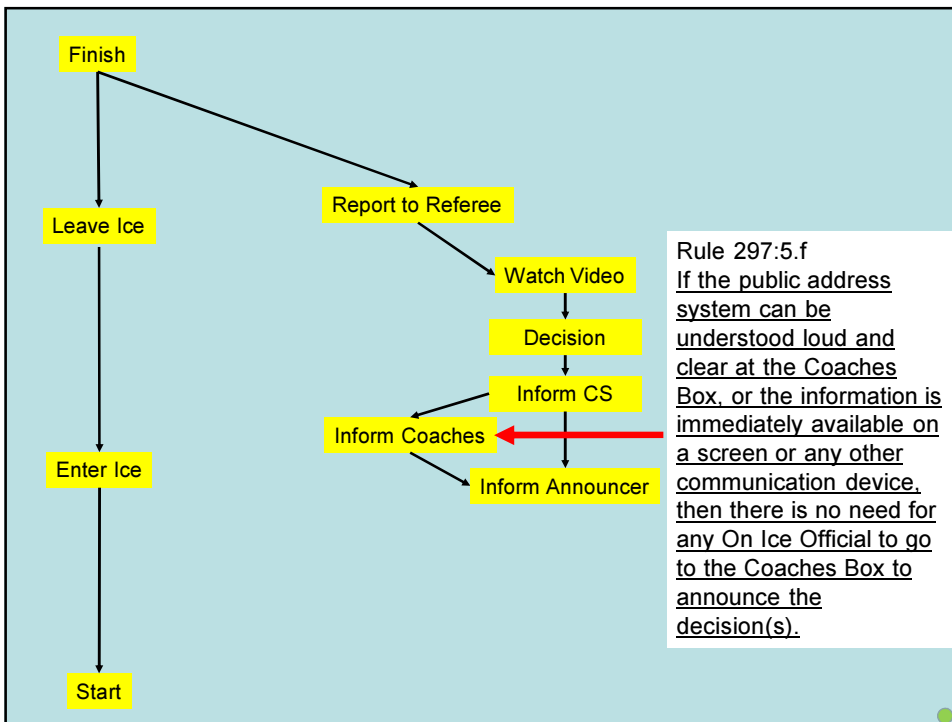 Finish
Report to Referee
Leave Ice
Watch Video
Decision
Inform CS
Inform Coaches
Enter Ice
Inform Announcer
Start
Rule 297:5.f
If the public address
system can be
understood loud and
clear at the Coaches
Box, or the information is
immediately available on
a screen or any other
communication device,
then there is no need for
any On Ice Official to go
to the Coaches Box to
announce the
decision(s).